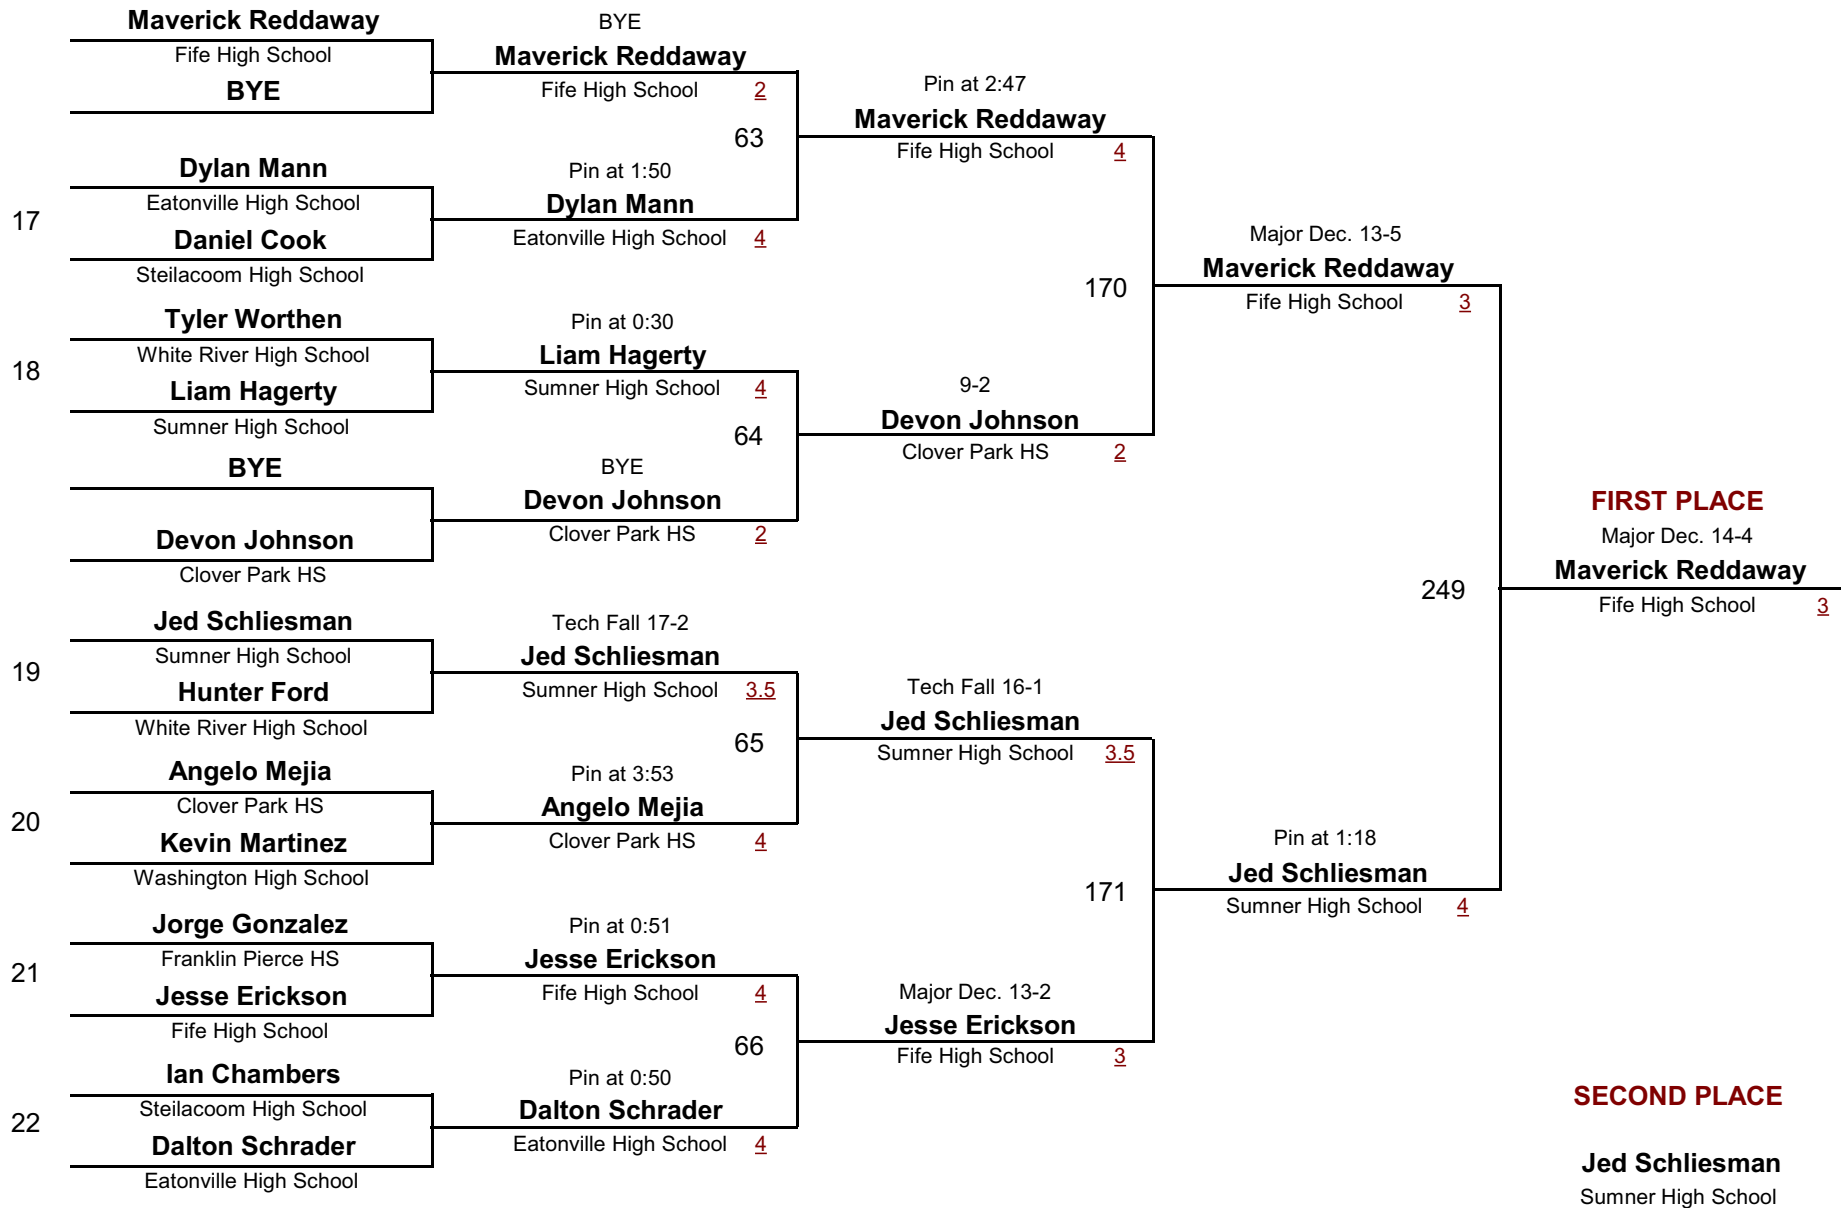 Maverick Reddaway
Fife High School
BYE
17
Dylan Mann
Eatonville High School
Daniel Cook
Steilacoom High School
18
Tyler Worthen
White River High School
Liam Hagerty
Sumner High School
BYE
Devon Johnson
Clover Park HS
19
Jed Schliesman
Sumner High School
Hunter Ford
White River High School
20
Angelo Mejia
Clover Park HS
Kevin Martinez
Washington High School
21
Jorge Gonzalez
Franklin Pierce HS
Jesse Erickson
Fife High School
22
Ian Chambers
Steilacoom High School
Dalton Schrader
Eatonville High School
BYE
Maverick Reddaway
Fife High School 2
63
Pin at 1:50
Dylan Mann
Eatonville High School 4
Pin at 0:30
Liam Hagerty
Sumner High School 4
64
BYE
Devon Johnson
Clover Park HS 2
Tech Fall 17-2
Jed Schliesman
Sumner High School 3.5
65
Pin at 3:53
Angelo Mejia
Clover Park HS 4
Pin at 0:51
Jesse Erickson
Fife High School 4
66
Pin at 0:50
Dalton Schrader
Eatonville High School 4
Pin at 2:47
Maverick Reddaway
Fife High School 4
170
9-2
Devon Johnson
Clover Park HS 2
Tech Fall 16-1
Jed Schliesman
Sumner High School 3.5
171
Major Dec. 13-2
Jesse Erickson
Fife High School 3
Major Dec. 13-5
Maverick Reddaway
Fife High School 3
249
Pin at 1:18
Jed Schliesman
Sumner High School 4
FIRST PLACE
Major Dec. 14-4
Maverick Reddaway
Fife High School 3
SECOND PLACE
Jed Schliesman
Sumner High School